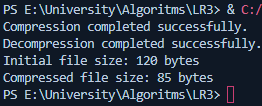 PS E:\University\Algoritms\LR3> & C:/
Compression completed successfully.
Decompression completed successfully.
Initial file size: 120 bytes
Compressed file size: 85 bytes
PS E:\University\Algoritms\LR3>